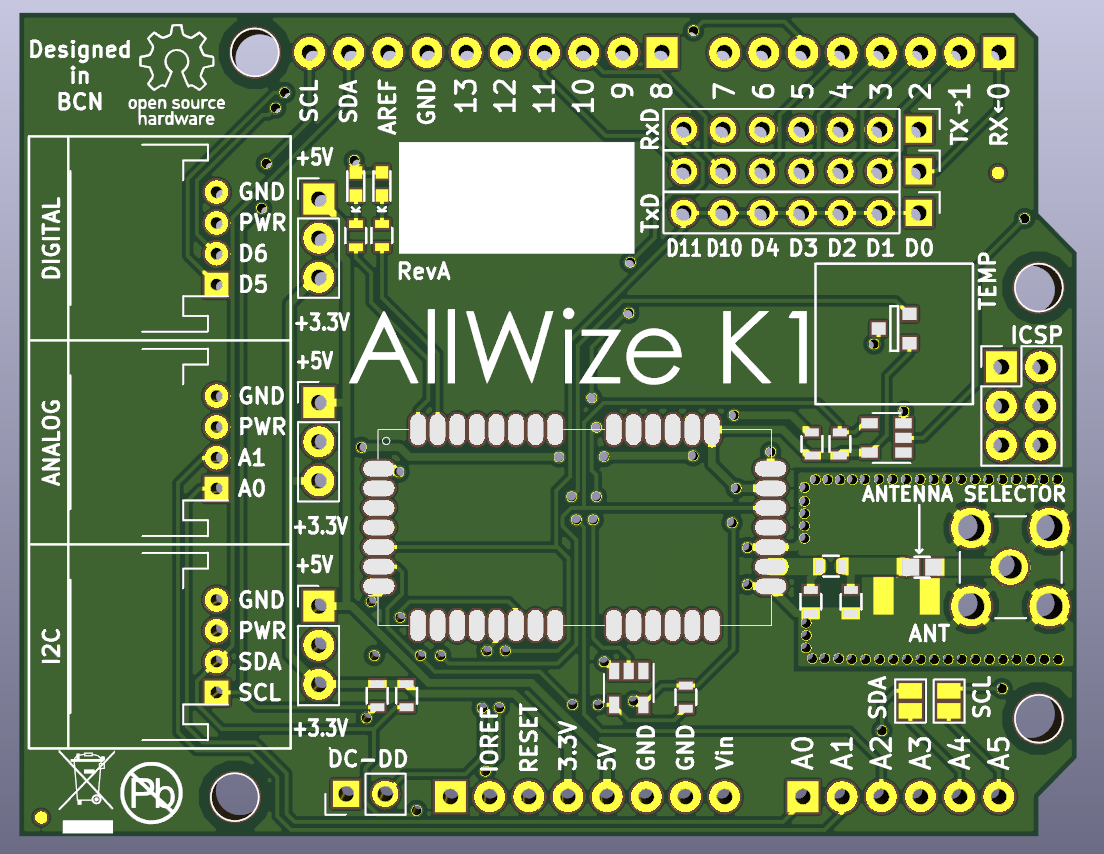 Designed
in
BCN
open source
hardware
SCL
SDA
AREF
GND
13
12
11
10
9
8
7
6
5
4
3
2
TX→1
RX←0
RxD
TxD
D11 D10 D4 D3 D2 D1 D0
DIGITAL
GND
PWR
D6
D5
+5V
+3.3V
K
K
RevA
AllWize K1
TEMP
ICSP
ANALOG
GND
PWR
A1
A0
+5V
+3.3V
ANTENNA SELECTOR
ANT
I2C
GND
PWR
SDA
SCL
+5V
+3.3V
SDA
SCL
DC-DD
IOREF
RESET
3.3V
5V
GND
GND
Vin
A0
A1
A2
A3
A4
A5
Pb